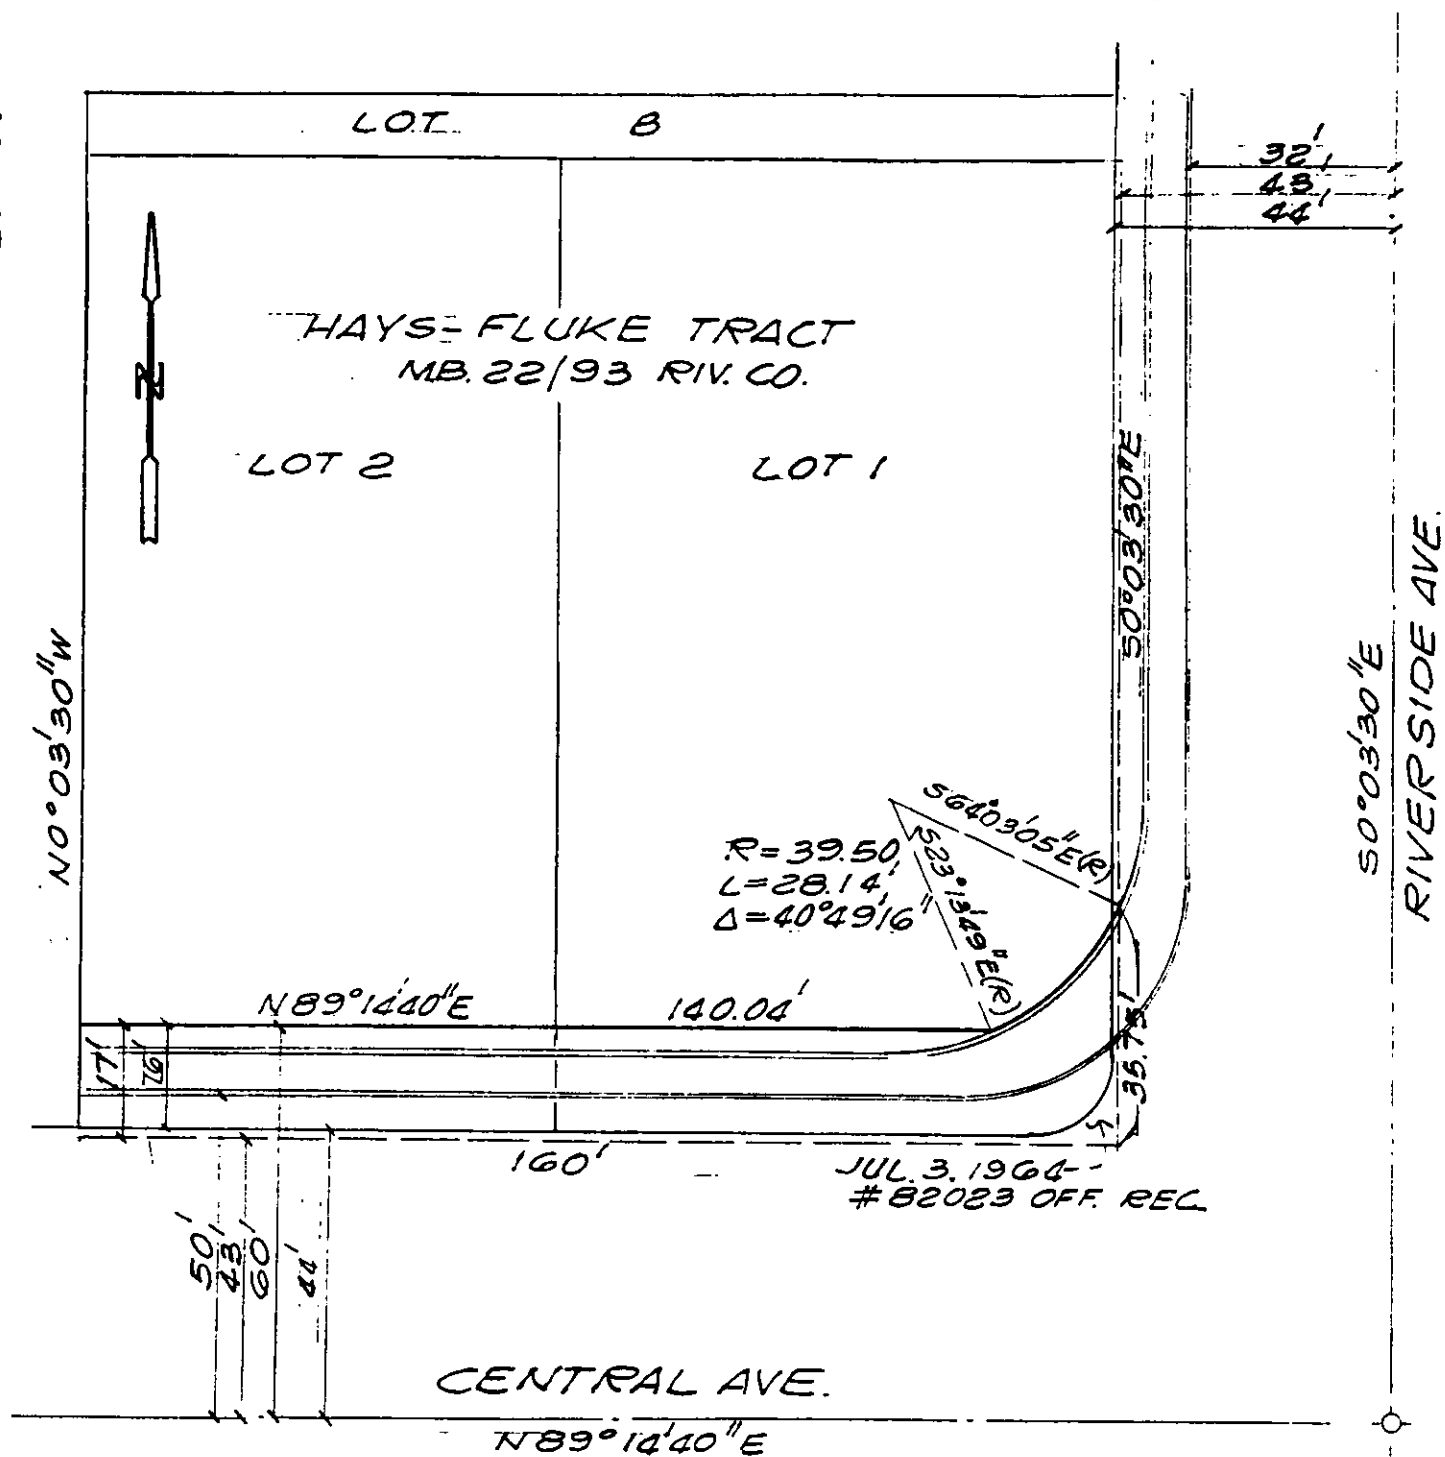 LOT B
32'
43'
44'
HAYS-FLUKE TRACT
M.B. 22/93 RIV. CO.
LOT 2
LOT 1
N
S0°03'30"E
N0°03'30"W
S0°03'30"E
RIVERSIDE AVE.
S64°03'05"E(R)
S23°13'49"E(R)
R=39.50'
L=28.14'
Δ=40°49'16"
N89°14'40"E
140.04'
17'
16'
35.75'
160'
JUL. 3. 1964--
#82023 OFF. REC.
50'
43'
60'
44'
CENTRAL AVE.
N89°14'40"E